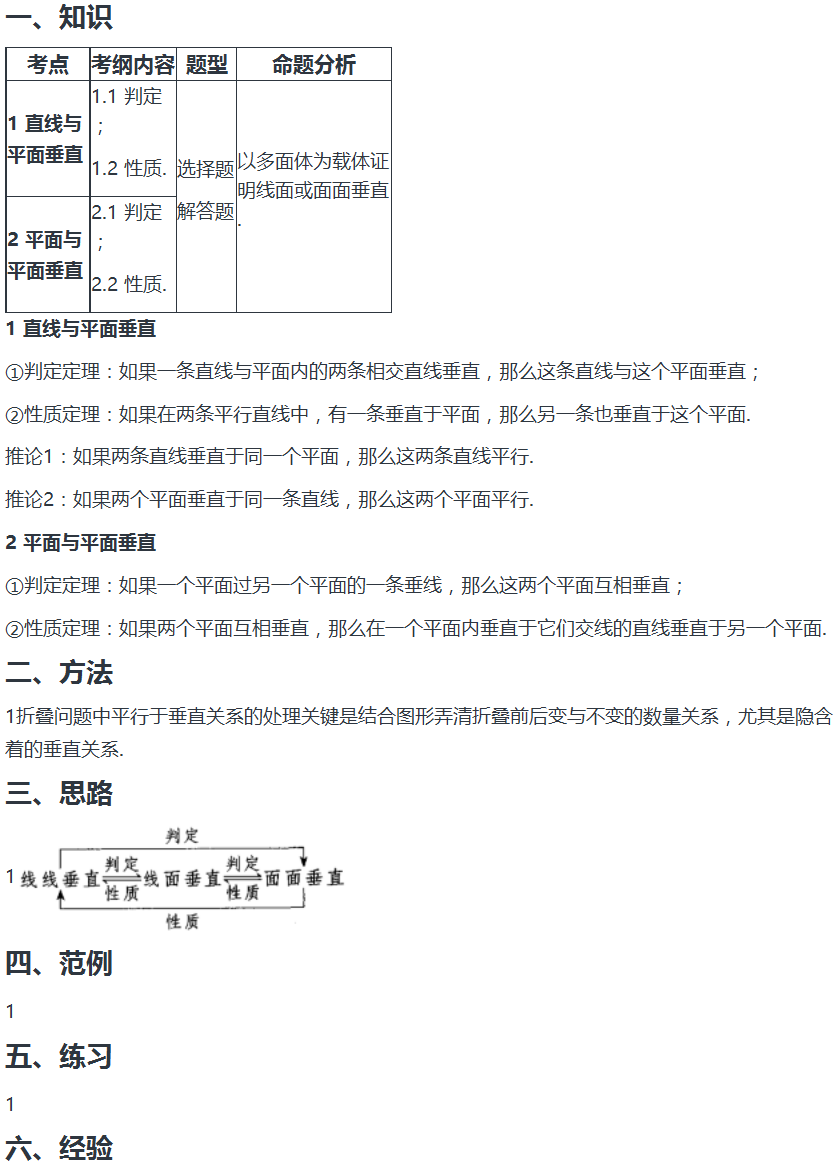 一、知识
考点 考纲内容 题型 命题分析
1 直线与
平面垂直
1.1 判定
；
1.2 性质.
2 平面与
平面垂直
2.1 判定
；
2.2 性质.
选择题
解答题
以多面体为载体证
明线面或面面垂直
.
1 直线与平面垂直
①判定定理：如果一条直线与平面内的两条相交直线垂直，那么这条直线与这个平面垂直；
②性质定理：如果在两条平行直线中，有一条垂直于平面，那么另一条也垂直于这个平面.
推论1：如果两条直线垂直于同一个平面，那么这两条直线平行.
推论2：如果两个平面垂直于同一条直线，那么这两个平面平行.
2 平面与平面垂直
①判定定理：如果一个平面过另一个平面的一条垂线，那么这两个平面互相垂直；
②性质定理：如果两个平面互相垂直，那么在一个平面内垂直于它们交线的直线垂直于另一个平面.
二、方法
1折叠问题中平行于垂直关系的处理关键是结合图形弄清折叠前后变与不变的数量关系，尤其是隐含
着的垂直关系.
三、思路
判定
判定 判定
1 线线垂直 线面垂直 面面垂直
性质 性质
性质
四、范例
1
五、练习
1
六、经验